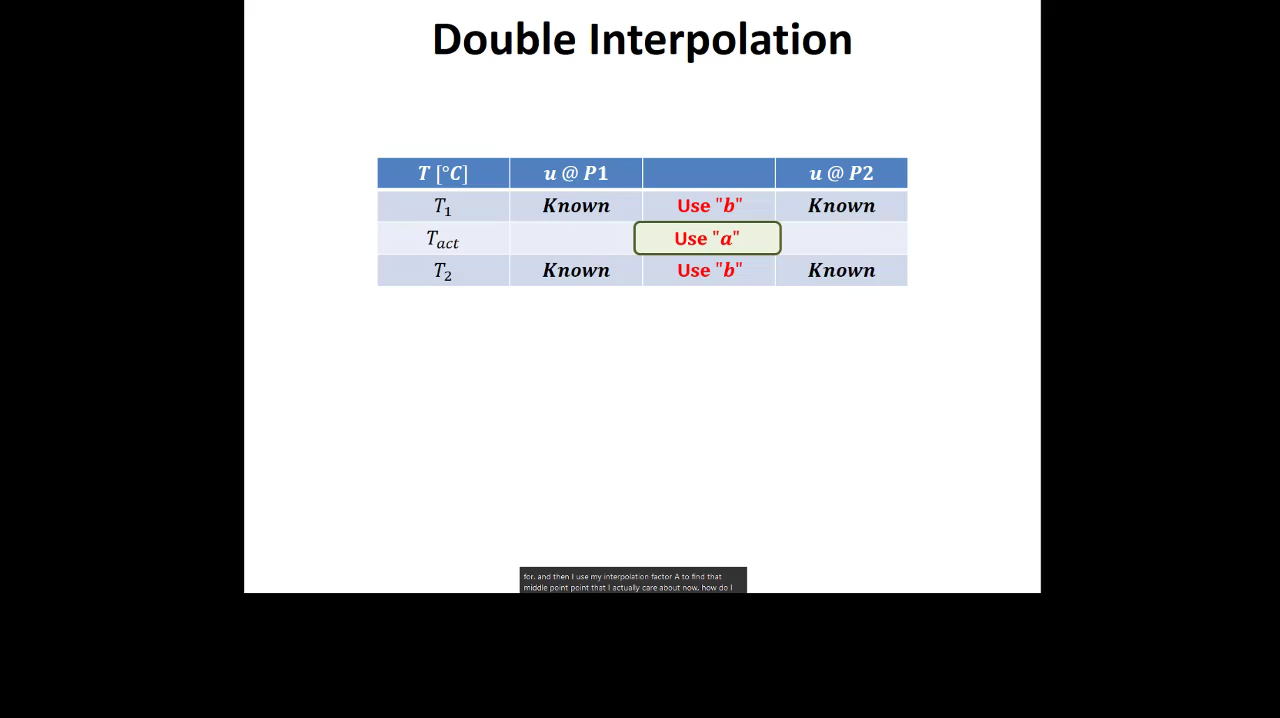 Double Interpolation
T [°C] u @ P1 u @ P2
T₁ Known Use "b" Known
Tact Use "a"
T₂ Known Use "b" Known
for. and then I use my interpolation factor A to find that
middle point point that I actually care about now, how do I